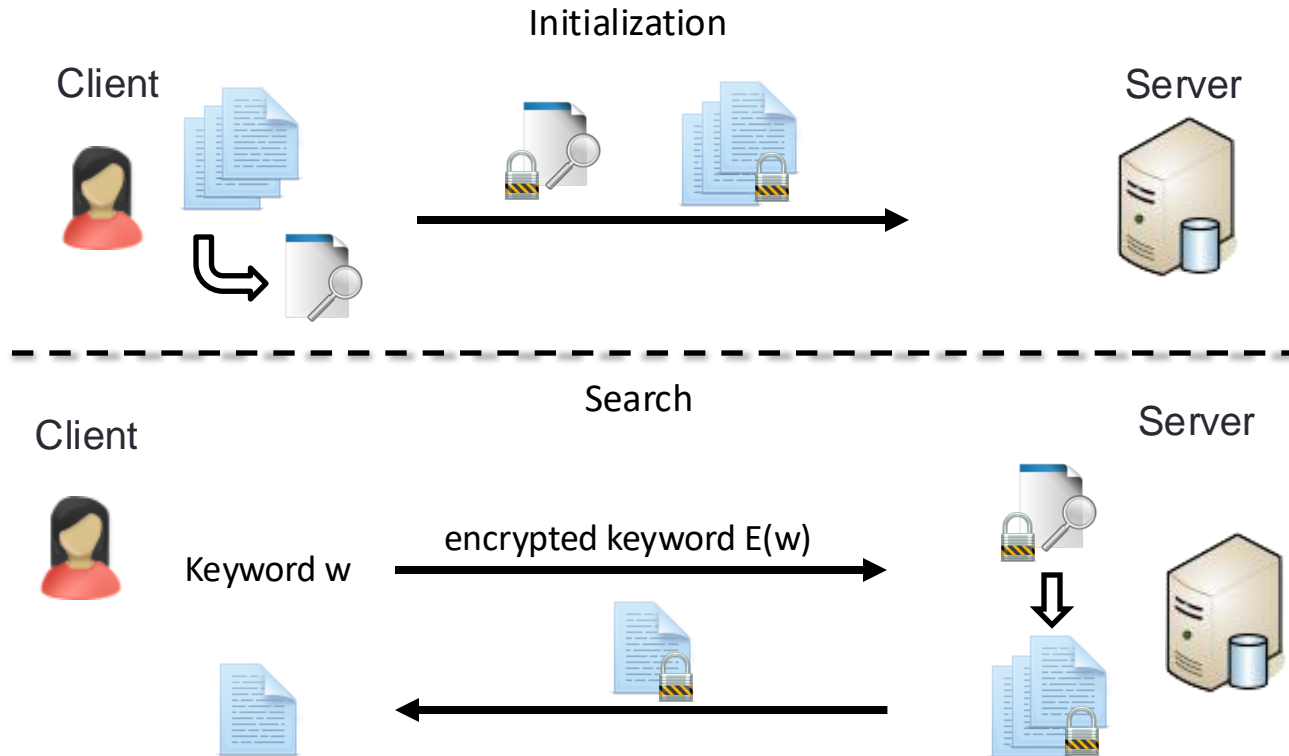 Initialization
Client
Server
Search
Client
Server
encrypted keyword E(w)
Keyword w